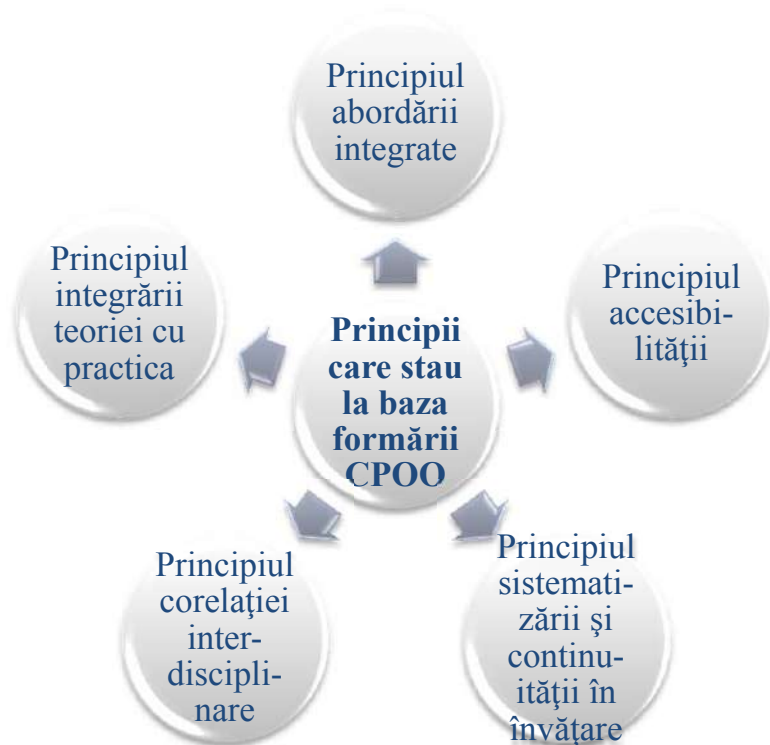 Principiul
abordării
integrate
Principiul
integrării
teoriei cu
practica
Principiul
accesibi-
lităţii
Principii
care stau
la baza
formării
CPOO
Principiul
corelaţiei
inter-
discipli-
nare
Principiul
sistemati-
zării şi
continu-
ităţii în
învăţare